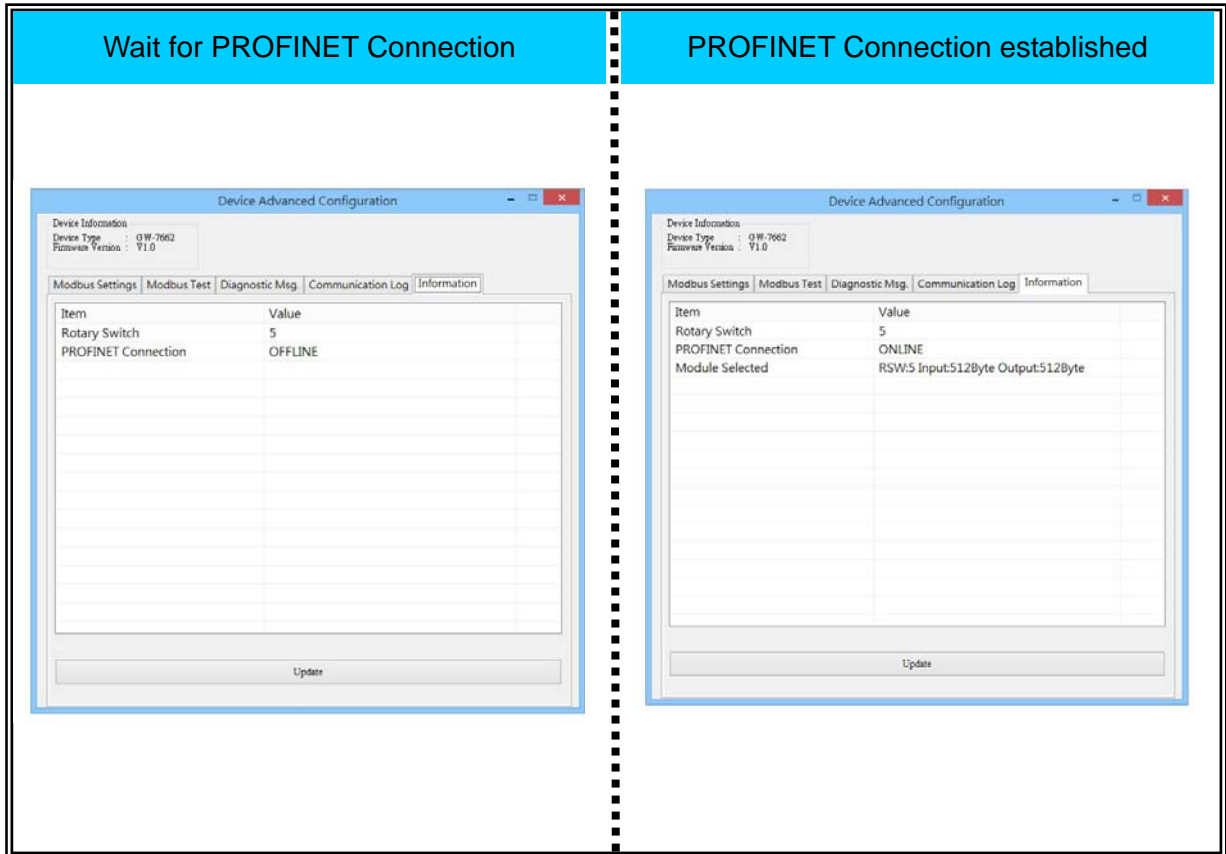 Wait for PROFINET Connection
Device Advanced Configuration
Device Information
Device Type : GW-7662
Firmware Version : V1.0
Modbus Settings Modbus Test Diagnostic Msg. Communication Log Information
Item Value
Rotary Switch 5
PROFINET Connection OFFLINE
Update
PROFINET Connection established
Device Advanced Configuration
Device Information
Device Type : GW-7662
Firmware Version : V1.0
Modbus Settings Modbus Test Diagnostic Msg. Communication Log Information
Item Value
Rotary Switch 5
PROFINET Connection ONLINE
Module Selected RSW:5 Input:512Byte Output:512Byte
Update